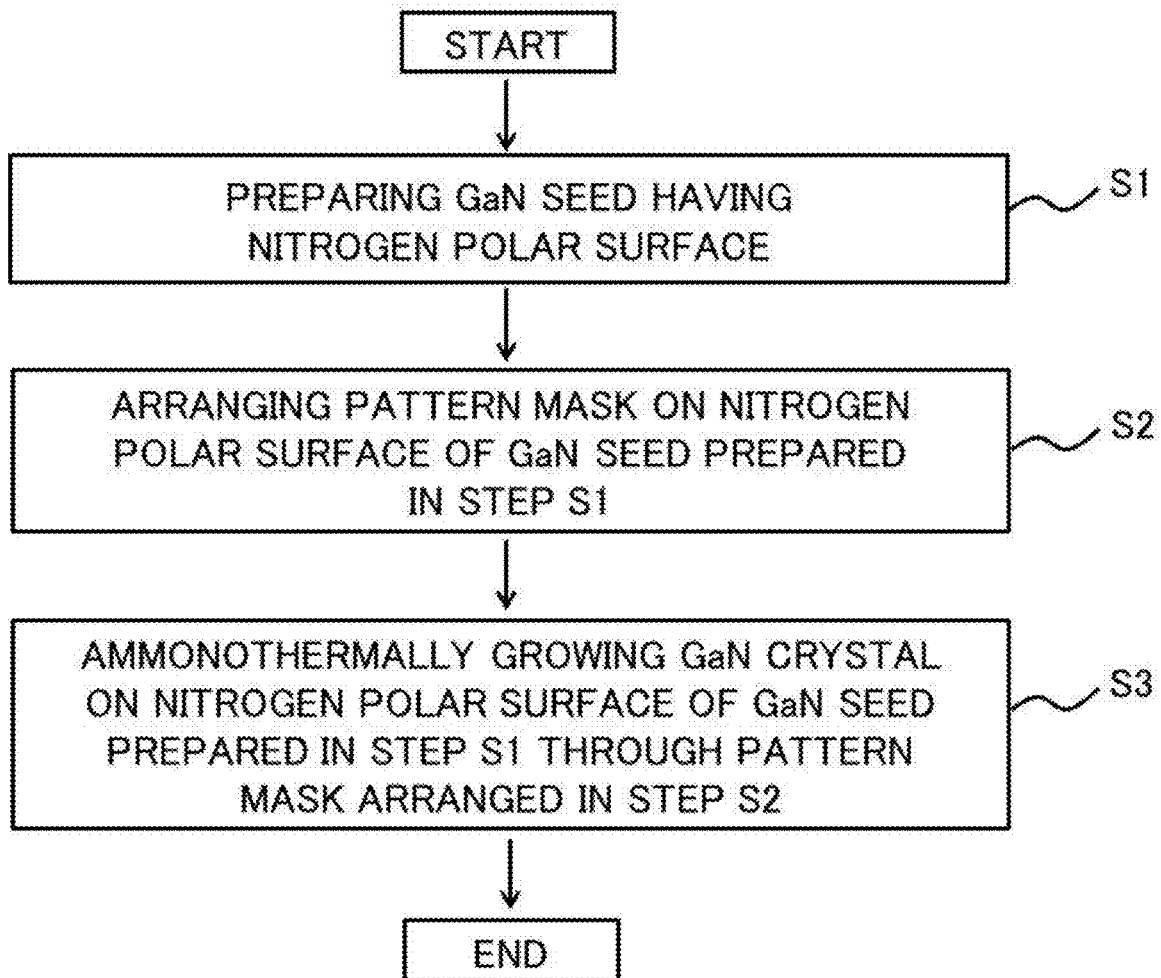 START
PREPARING GaN SEED HAVING
NITROGEN POLAR SURFACE
S1
ARRANGING PATTERN MASK ON NITROGEN
POLAR SURFACE OF GaN SEED PREPARED
IN STEP S1
S2
AMMONOTHERMALLY GROWING GaN CRYSTAL
ON NITROGEN POLAR SURFACE OF GaN SEED
PREPARED IN STEP S1 THROUGH PATTERN
MASK ARRANGED IN STEP S2
S3
END